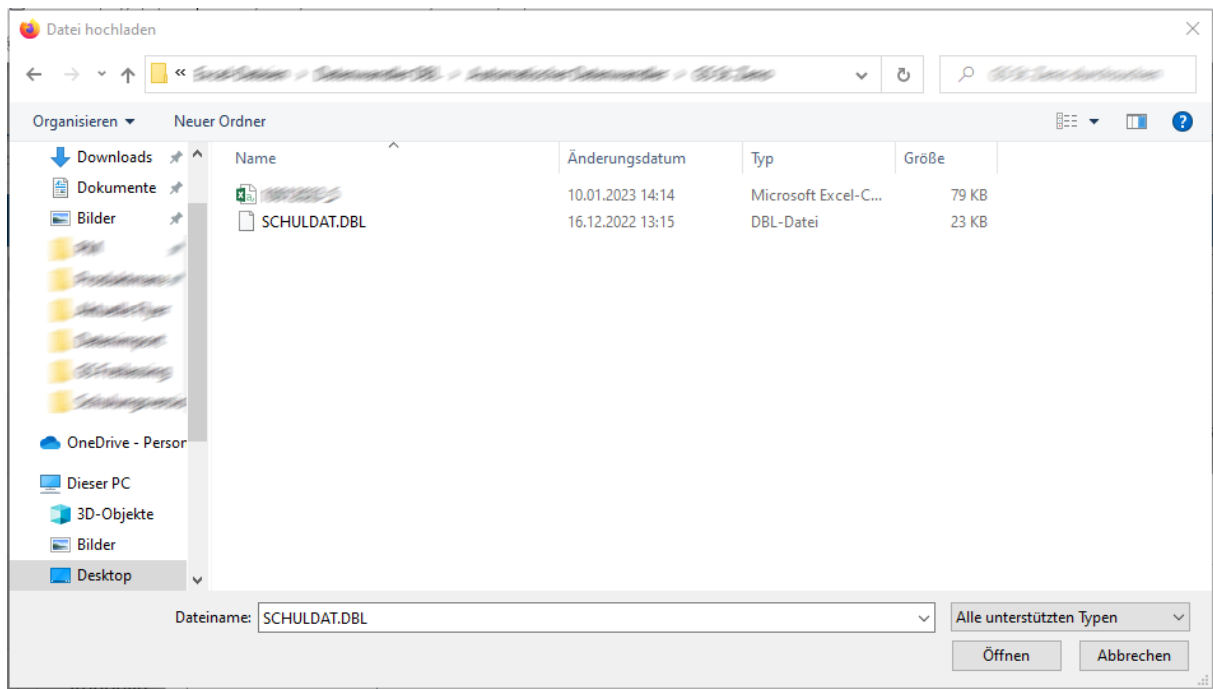 Datei hochladen
«
Organisieren Neuer Ordner ?
Downloads
Dokumente
Bilder
OneDrive - Person
Dieser PC
3D-Objekte
Bilder
Desktop
Name Änderungsdatum Typ Größe
10.01.2023 14:14 Microsoft Excel-C... 79 KB
SCHULDAT.DBL 16.12.2022 13:15 DBL-Datei 23 KB
Dateiname: SCHULDAT.DBL Alle unterstützten Typen
Öffnen Abbrechen